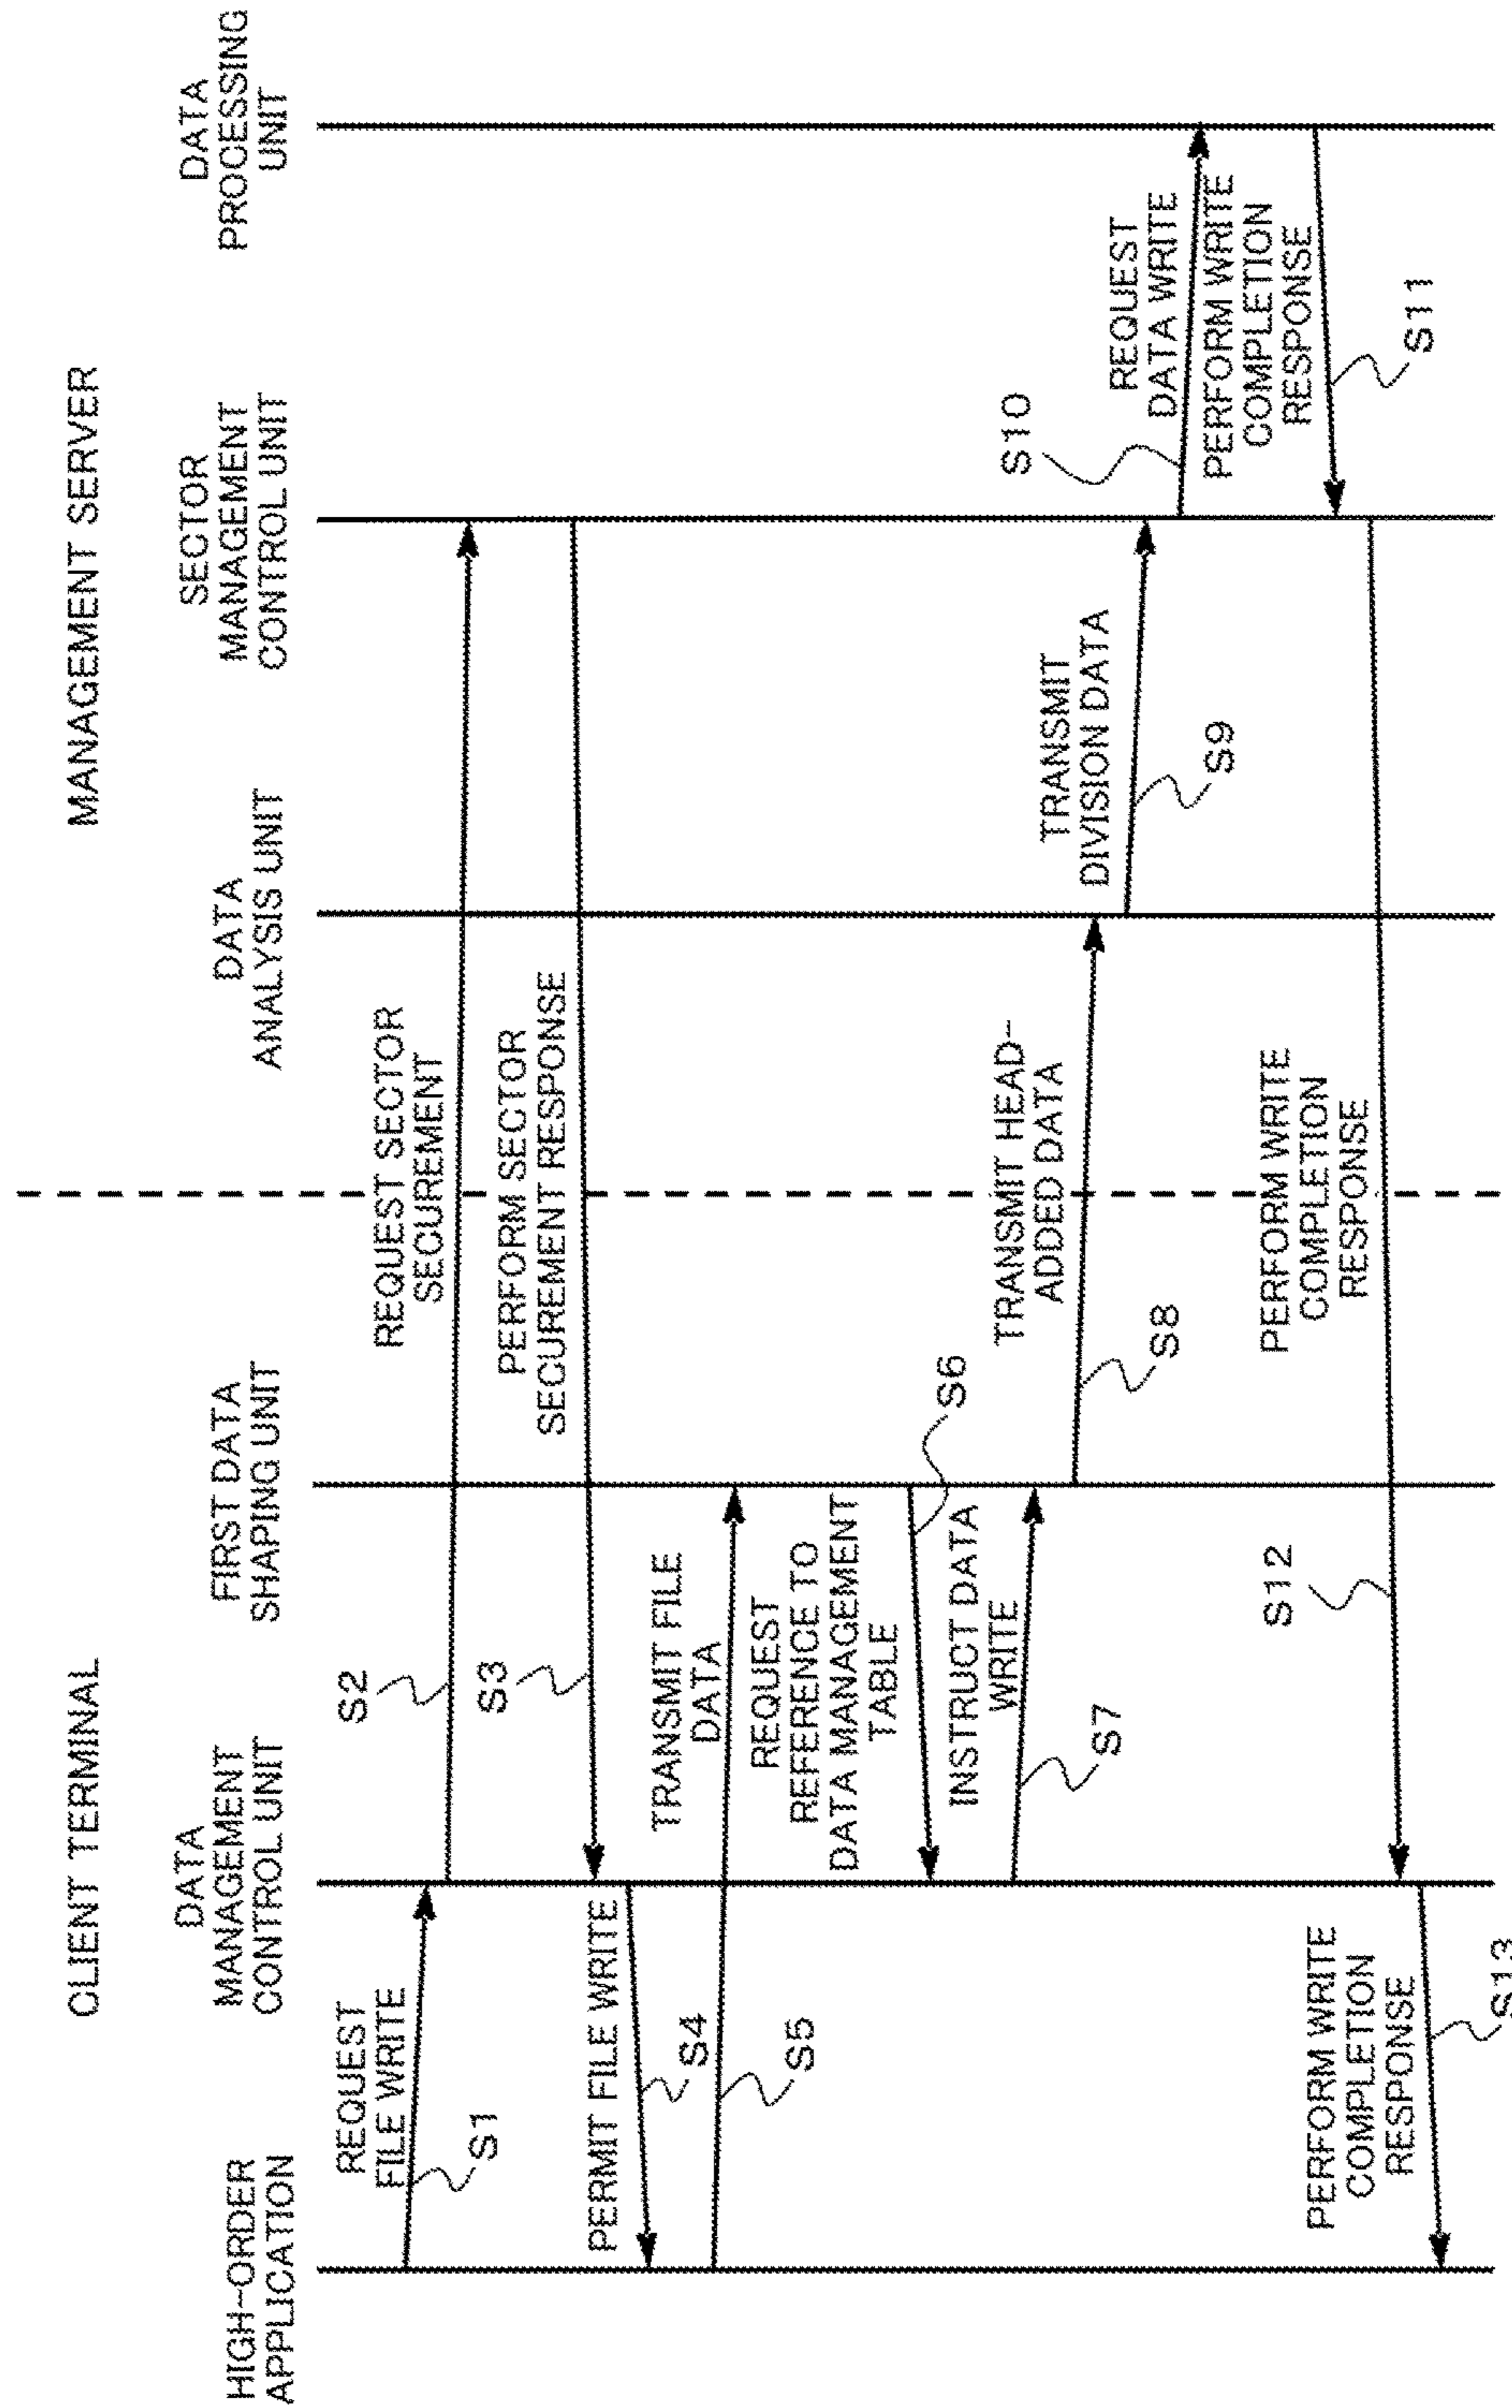 CLIENT TERMINAL
MANAGEMENT SERVER
HIGH-ORDER
APPLICATION
DATA
MANAGEMENT
CONTROL UNIT
FIRST DATA
SHAPING UNIT
DATA
ANALYSIS UNIT
SECTOR
MANAGEMENT
CONTROL UNIT
DATA
PROCESSING
UNIT
REQUEST
FILE WRITE
S1
S2
REQUEST SECTOR
SECUREMENT
S3
PERFORM SECTOR
SECUREMENT RESPONSE
PERMIT FILE WRITE
S4
TRANSMIT FILE
DATA
S5
REQUEST
REFERENCE TO
DATA MANAGEMENT
TABLE
S6
INSTRUCT DATA
WRITE
S7
TRANSMIT HEAD-
ADDED DATA
S8
TRANSMIT
DIVISION DATA
S9
S10
REQUEST
DATA WRITE
PERFORM WRITE
COMPLETION
RESPONSE
S11
PERFORM WRITE
COMPLETION
RESPONSE
S12
PERFORM WRITE
COMPLETION
RESPONSE
S13